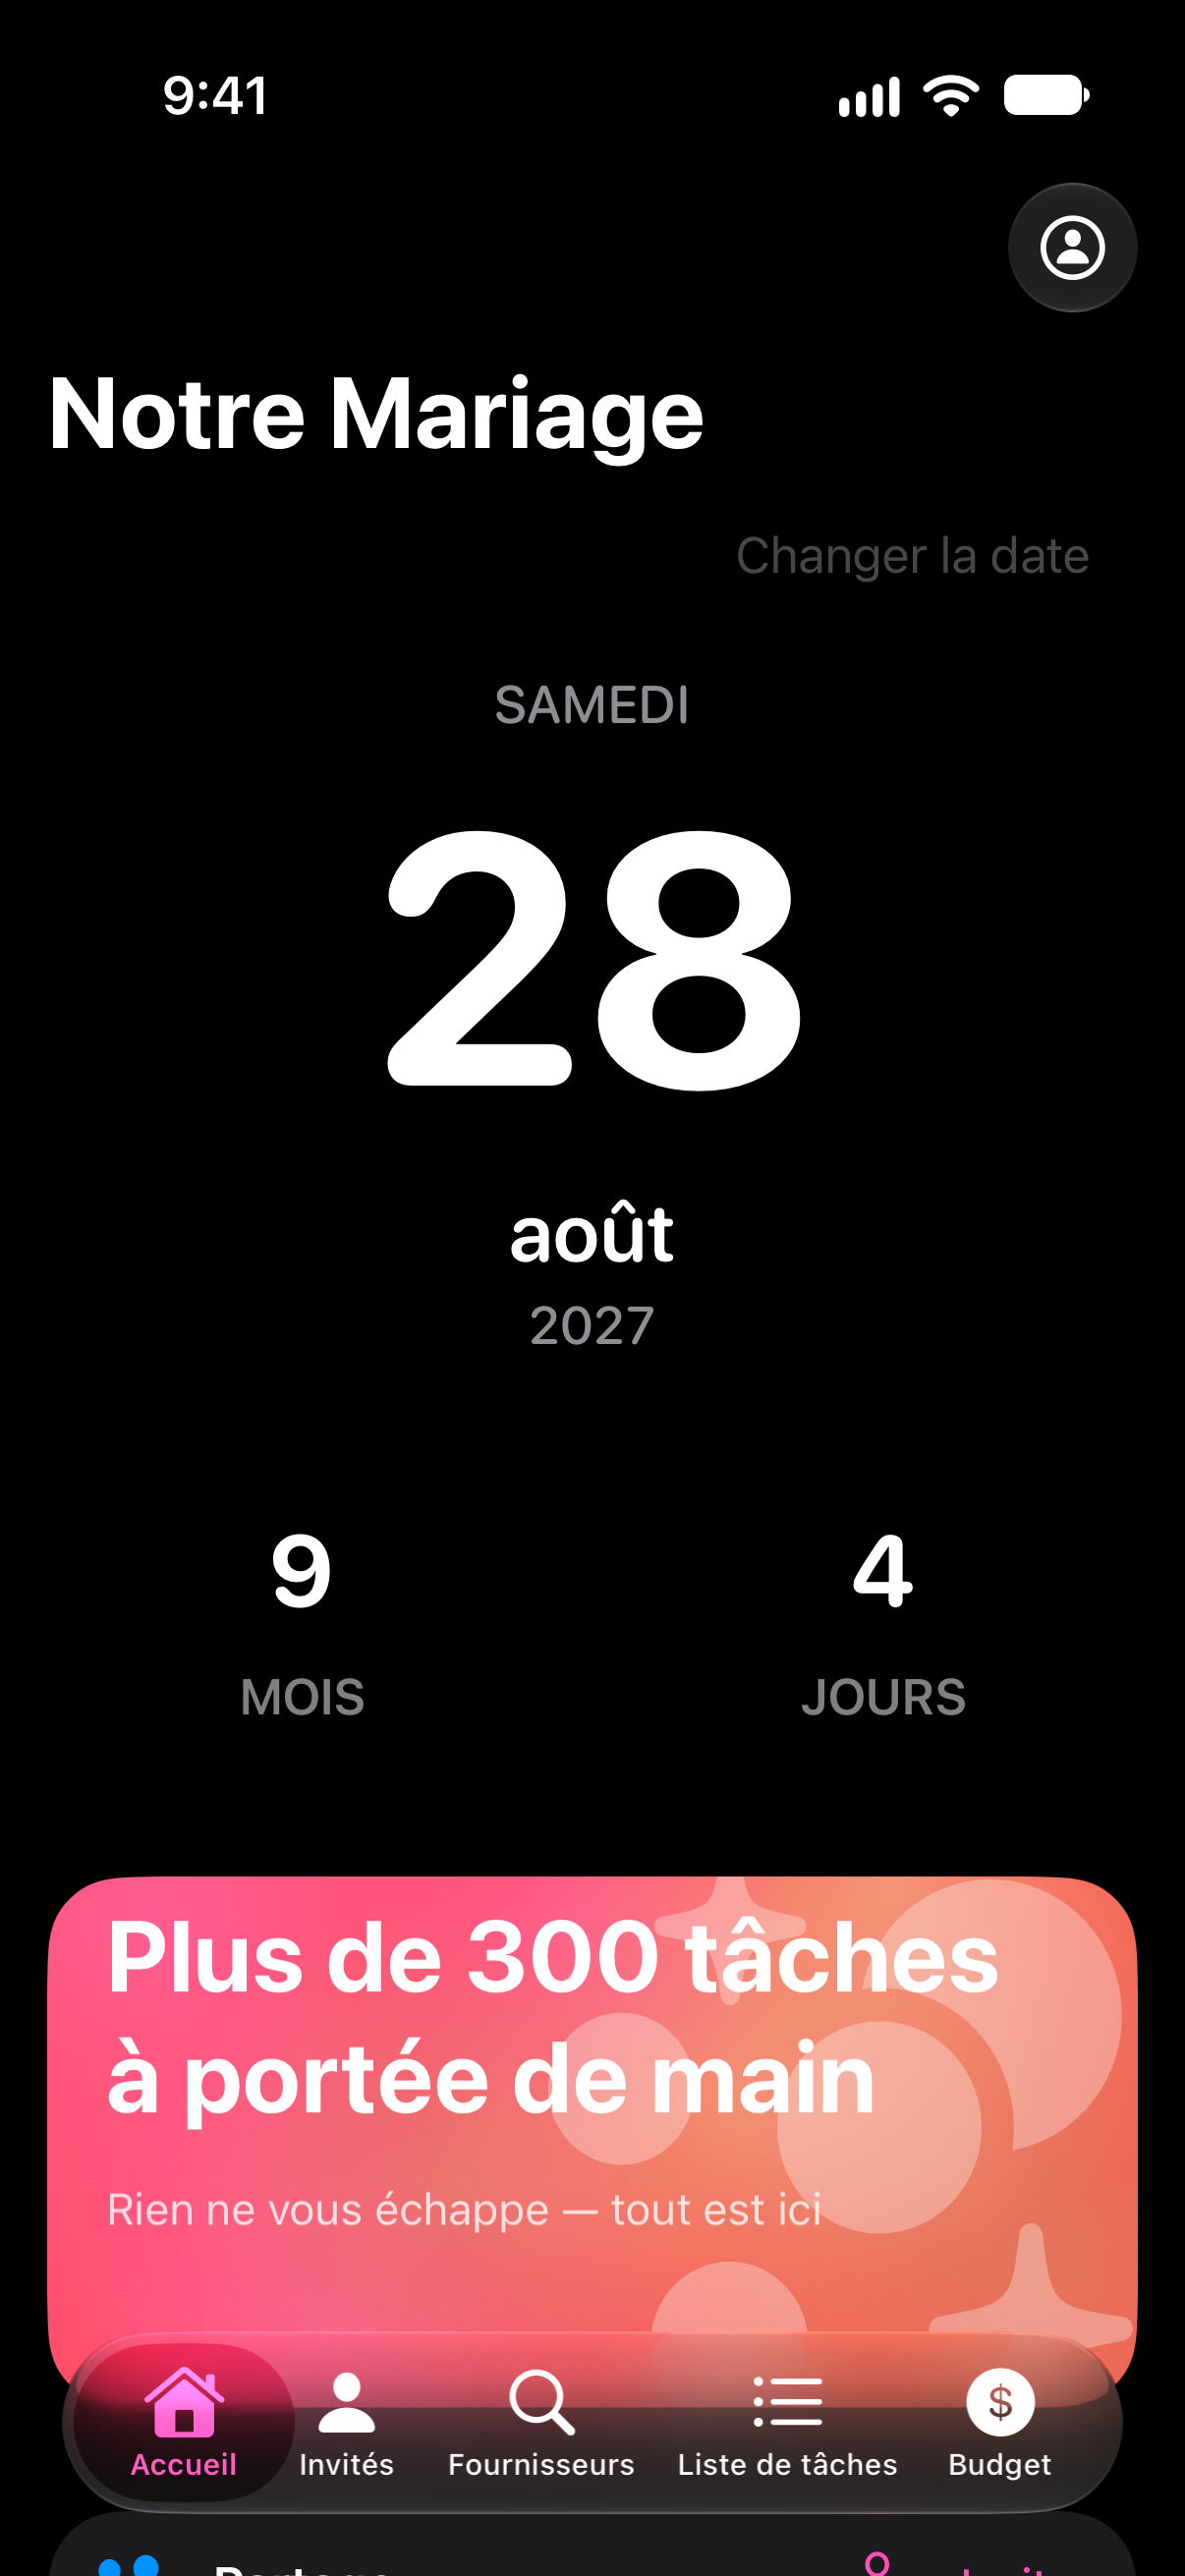 9:41
Notre Mariage
Changer la date
SAMEDI
28
août
2027
9
4
MOIS
JOURS
Plus de 300 tâches
à portée de main
Rien ne vous échappe — tout est ici
Accueil
Invités
Fournisseurs
Liste de tâches
$
Budget